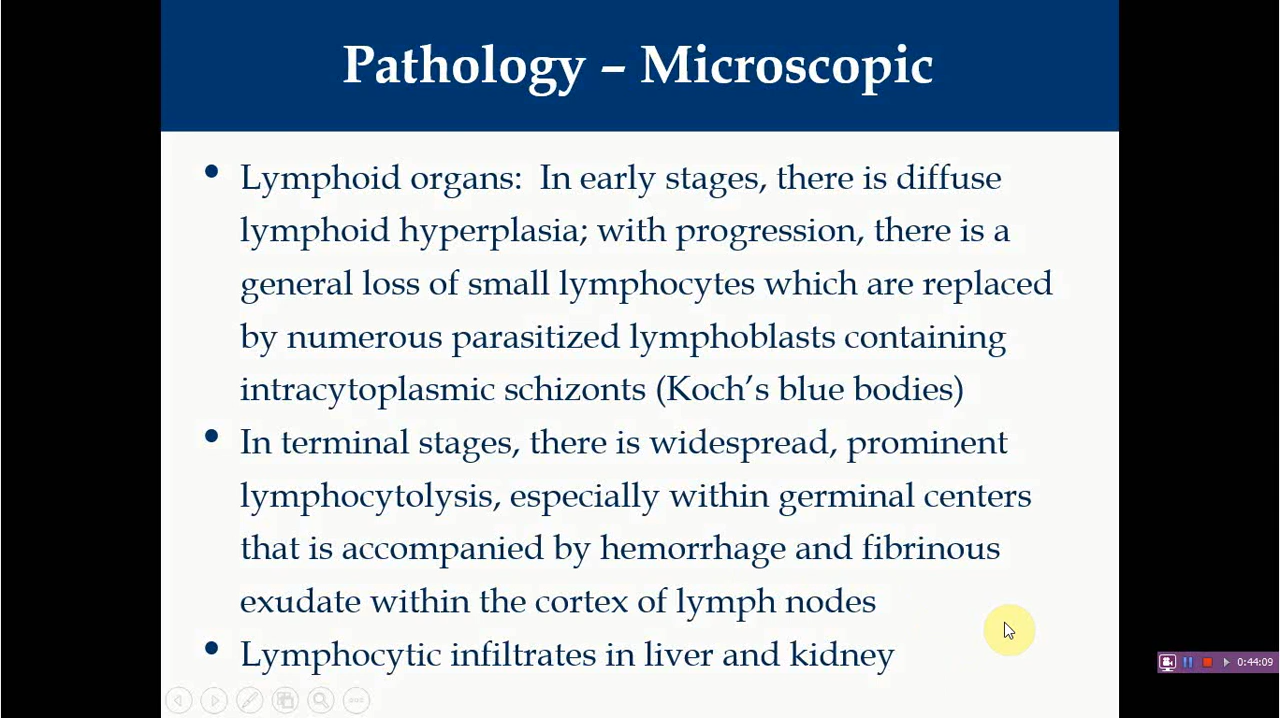 Pathology – Microscopic
• Lymphoid organs:  In early stages, there is diffuse
lymphoid hyperplasia; with progression, there is a
general loss of small lymphocytes which are replaced
by numerous parasitized lymphoblasts containing
intracytoplasmic schizonts (Koch’s blue bodies)
• In terminal stages, there is widespread, prominent
lymphocytolysis, especially within germinal centers
that is accompanied by hemorrhage and fibrinous
exudate within the cortex of lymph nodes
• Lymphocytic infiltrates in liver and kidney
0:44:09